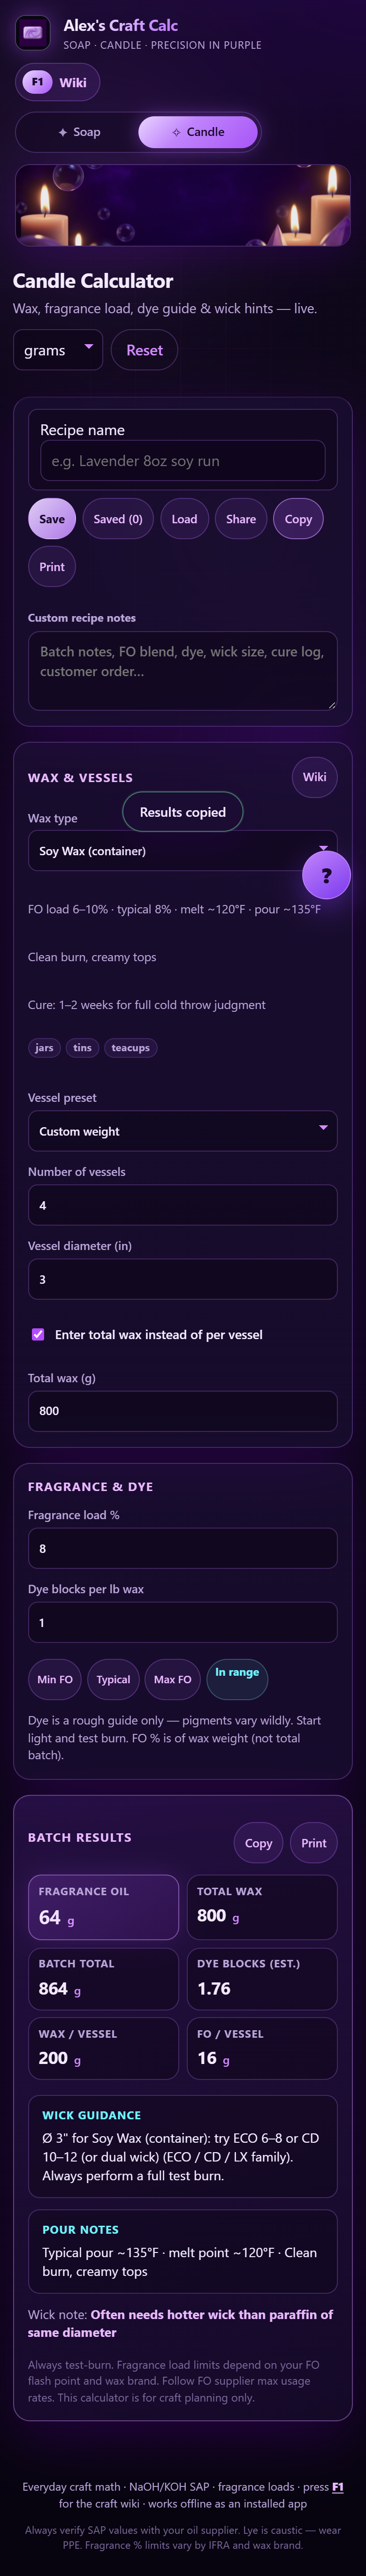 Alex's Craft Calc
SOAP · CANDLE · PRECISION IN PURPLE
F1 Wiki
✦ Soap
✧ Candle
Candle Calculator
Wax, fragrance load, dye guide & wick hints — live.
grams
Reset
Recipe name
e.g. Lavender 8oz soy run
Save
Saved (0)
Load
Share
Copy
Print
Custom recipe notes
Batch notes, FO blend, dye, wick size, cure log,
customer order...
WAX & VESSELS
Wiki
Results copied
Wax type
Soy Wax (container)
?
FO load 6–10% · typical 8% · melt ~120°F · pour ~135°F
Clean burn, creamy tops
Cure: 1–2 weeks for full cold throw judgment
jars
tins
teacups
Vessel preset
Custom weight
Number of vessels
4
Vessel diameter (in)
3
Enter total wax instead of per vessel
Total wax (g)
800
FRAGRANCE & DYE
Fragrance load %
8
Dye blocks per lb wax
1
Min FO
Typical
Max FO
In range
Dye is a rough guide only — pigments vary wildly. Start
light and test burn. FO % is of wax weight (not total
batch).
BATCH RESULTS
Copy
Print
FRAGRANCE OIL
64 g
TOTAL WAX
800 g
BATCH TOTAL
864 g
DYE BLOCKS (EST.)
1.76
WAX / VESSEL
200 g
FO / VESSEL
16 g
WICK GUIDANCE
Ø 3" for Soy Wax (container): try ECO 6–8 or CD
10–12 (or dual wick) (ECO / CD / LX family).
Always perform a full test burn.
POUR NOTES
Typical pour ~135°F · melt point ~120°F · Clean
burn, creamy tops
Wick note: Often needs hotter wick than paraffin of
same diameter
Always test-burn. Fragrance load limits depend on your FO
flash point and wax brand. Follow FO supplier max usage
rates. This calculator is for craft planning only.
Everyday craft math · NaOH/KOH SAP · fragrance loads · press F1
for the craft wiki · works offline as an installed app
Always verify SAP values with your oil supplier. Lye is caustic — wear
PPE. Fragrance % limits vary by IFRA and wax brand.